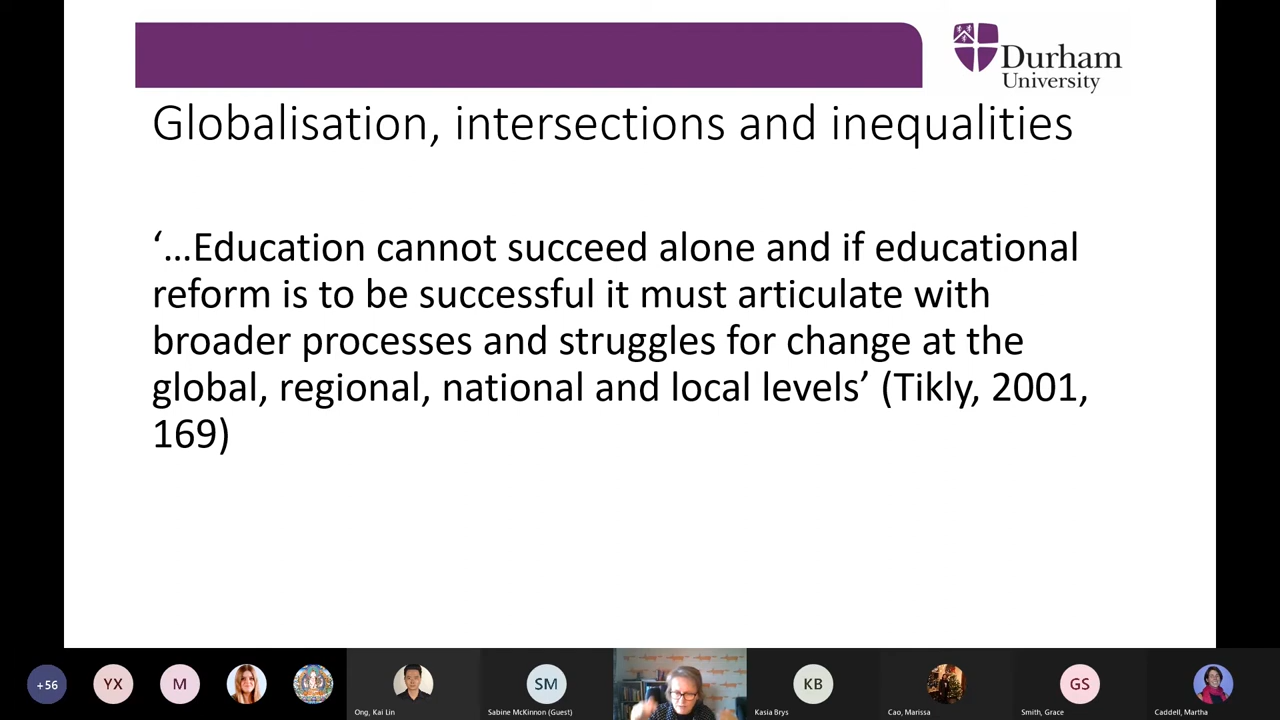 Durham
University
Globalisation, intersections and inequalities
‘…Education cannot succeed alone and if educational
reform is to be successful it must articulate with
broader processes and struggles for change at the
global, regional, national and local levels’ (Tikly, 2001,
169)
+56
YX
M
SM
KB
GS
Ong, Kai Lin
Sabine McKinnon (Guest)
Kasia Brys
Cao, Marissa
Smith, Grace
Caddell, Martha